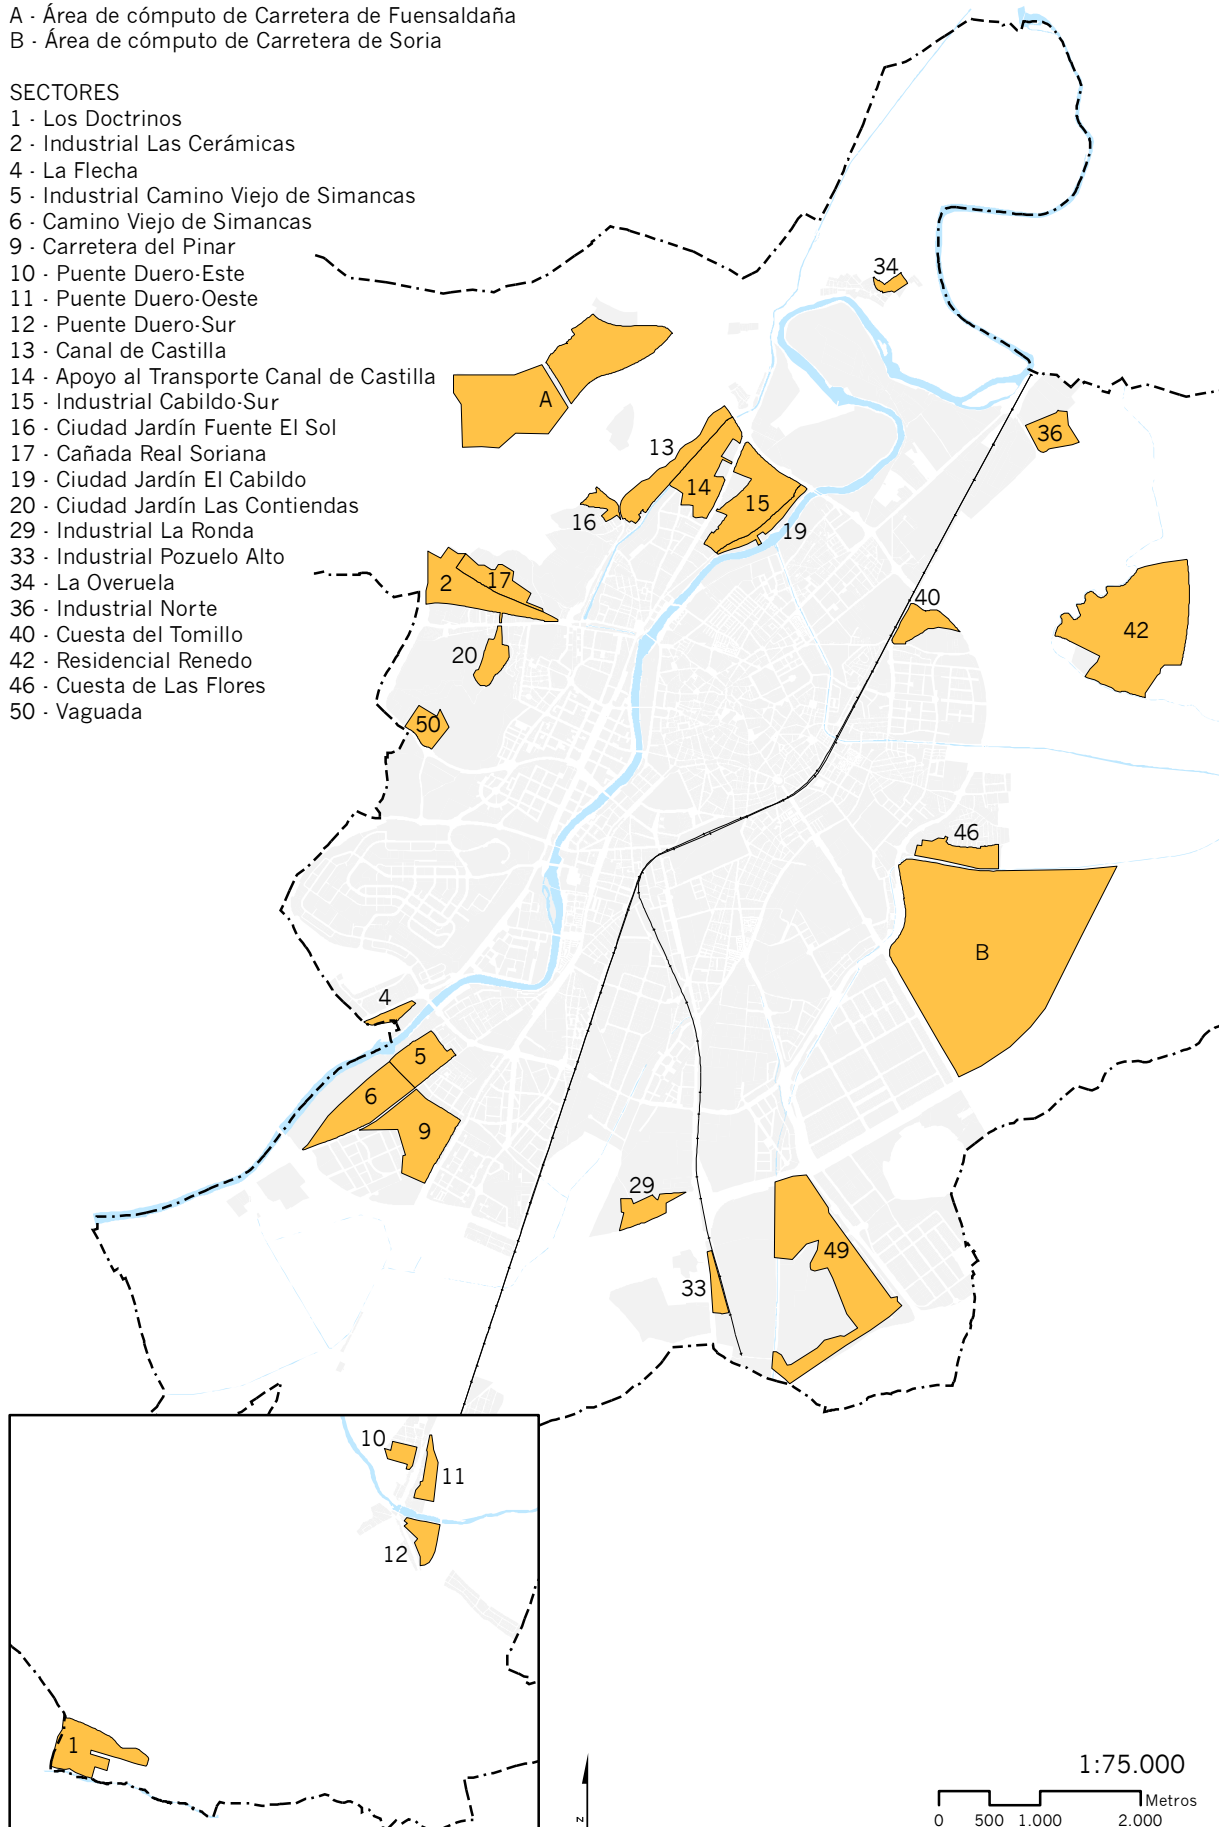 A - Área de cómputo de Carretera de Fuensaldaña
B - Área de cómputo de Carretera de Soria
SECTORES
1 - Los Doctrinos
2 - Industrial Las Cerámicas
4 - La Flecha
5 - Industrial Camino Viejo de Simancas
6 - Camino Viejo de Simancas
9 - Carretera del Pinar
10 - Puente Duero-Este
11 - Puente Duero-Oeste
12 - Puente Duero-Sur
13 - Canal de Castilla
14 - Apoyo al Transporte Canal de Castilla
15 - Industrial Cabildo-Sur
16 - Ciudad Jardín Fuente El Sol
17 - Cañada Real Soriana
19 - Ciudad Jardín El Cabildo
20 - Ciudad Jardín Las Contiendas
29 - Industrial La Ronda
33 - Industrial Pozuelo Alto
34 - La Overuela
36 - Industrial Norte
40 - Cuesta del Tomillo
42 - Residencial Renedo
46 - Cuesta de Las Flores
50 - Vaguada
34
A
36
13
14
15
16
19
2
17
40
42
20
50
46
B
4
5
6
9
29
49
33
10
11
12
1
1:75.000
Metros
0 500 1.000 2.000
N